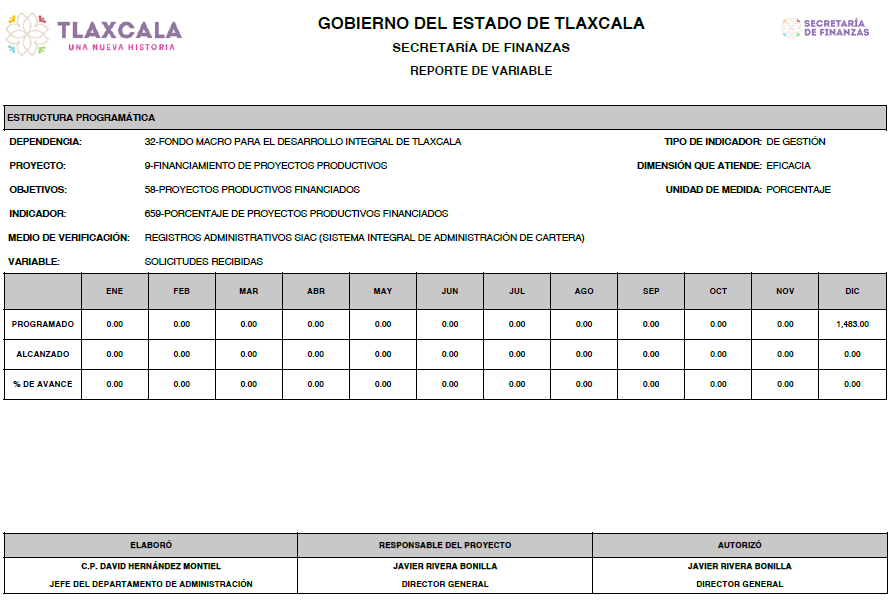 TLAXCALA
UNA NUEVA HISTORIA
GOBIERNO DEL ESTADO DE TLAXCALA
SECRETARÍA DE FINANZAS
REPORTE DE VARIABLE
SECRETARÍA
DE FINANZAS
ESTRUCTURA PROGRAMÁTICA
DEPENDENCIA: 32-FONDO MACRO PARA EL DESARROLLO INTEGRAL DE TLAXCALA TIPO DE INDICADOR: DE GESTIÓN
PROYECTO: 9-FINANCIAMIENTO DE PROYECTOS PRODUCTIVOS DIMENSIÓN QUE ATIENDE: EFICACIA
OBJETIVOS: 58-PROYECTOS PRODUCTIVOS FINANCIADOS UNIDAD DE MEDIDA: PORCENTAJE
INDICADOR: 659-PORCENTAJE DE PROYECTOS PRODUCTIVOS FINANCIADOS
MEDIO DE VERIFICACIÓN: REGISTROS ADMINISTRATIVOS SIAC (SISTEMA INTEGRAL DE ADMINISTRACIÓN DE CARTERA)
VARIABLE: SOLICITUDES RECIBIDAS
ENE FEB MAR ABR MAY JUN JUL AGO SEP OCT NOV DIC
PROGRAMADO 0.00 0.00 0.00 0.00 0.00 0.00 0.00 0.00 0.00 0.00 0.00 1,483.00
ALCANZADO 0.00 0.00 0.00 0.00 0.00 0.00 0.00 0.00 0.00 0.00 0.00 0.00
% DE AVANCE 0.00 0.00 0.00 0.00 0.00 0.00 0.00 0.00 0.00 0.00 0.00 0.00
ELABORÓ RESPONSABLE DEL PROYECTO AUTORIZÓ
C.P. DAVID HERNÁNDEZ MONTIEL JAVIER RIVERA BONILLA JAVIER RIVERA BONILLA
JEFE DEL DEPARTAMENTO DE ADMINISTRACIÓN DIRECTOR GENERAL DIRECTOR GENERAL